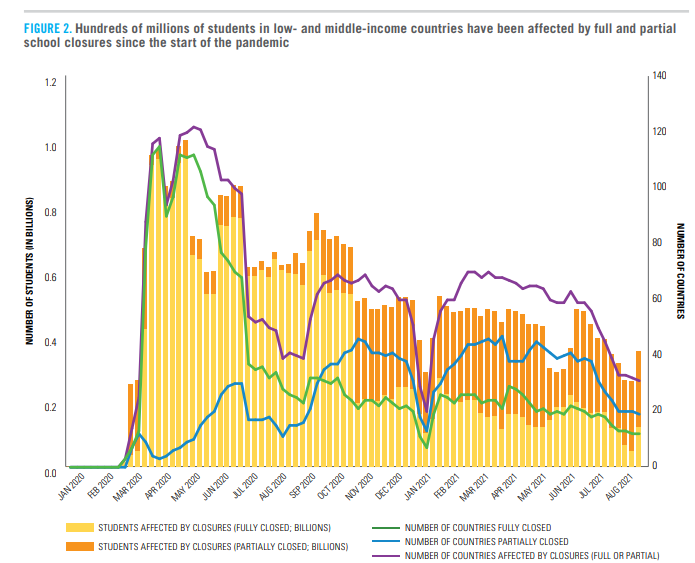 FIGURE 2. Hundreds of millions of students in low- and middle-income countries have been affected by full and partial
school closures since the start of the pandemic
NUMBER OF STUDENTS (IN BILLIONS)
1.2
1.0
0.8
0.6
0.4
0.2
0.0
140
120
100
80
60
40
20
0
NUMBER OF COUNTRIES
JAN 2020
FEB 2020
MAR 2020
APR 2020
MAY 2020
JUN 2020
JUL 2020
AUG 2020
SEP 2020
OCT 2020
NOV 2020
DEC 2020
JAN 2021
FEB 2021
MAR 2021
APR 2021
MAY 2021
JUN 2021
JUL 2021
AUG 2021
STUDENTS AFFECTED BY CLOSURES (FULLY CLOSED; BILLIONS)
STUDENTS AFFECTED BY CLOSURES (PARTIALLY CLOSED; BILLIONS)
NUMBER OF COUNTRIES FULLY CLOSED
NUMBER OF COUNTRIES PARTIALLY CLOSED
NUMBER OF COUNTRIES AFFECTED BY CLOSURES (FULL OR PARTIAL)